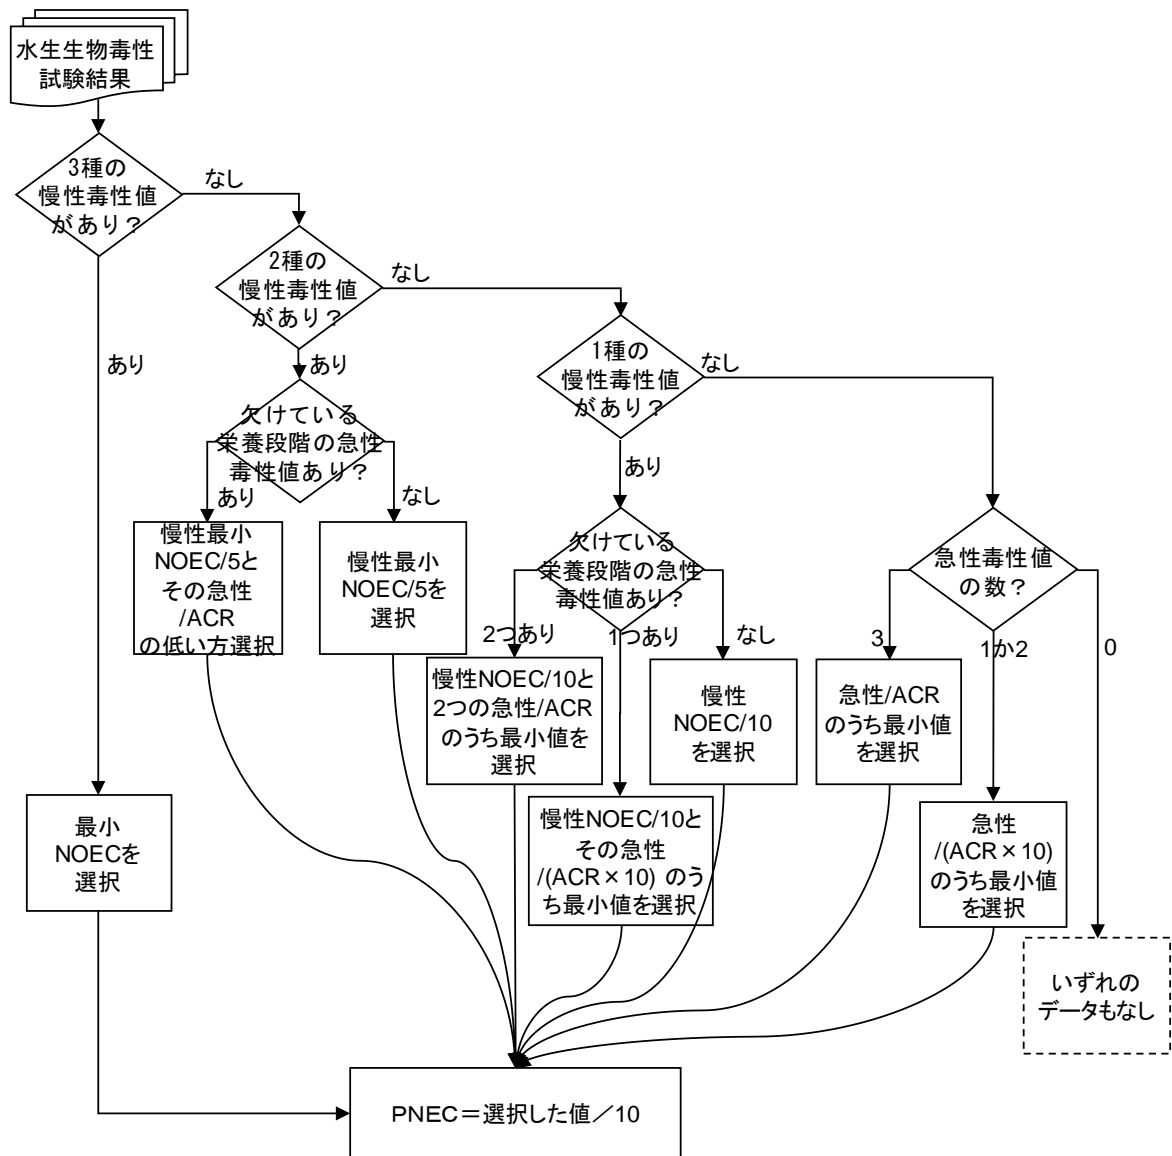 水生生物毒性
試験結果
3種の
慢性毒性値
があり？
なし
あり
2種の
慢性毒性値
があり？
なし
あり
欠けている
栄養段階の急性
毒性値あり？
あり
なし
慢性最小
NOEC/5と
その急性
/ACR
の低い方選択
慢性最小
NOEC/5を
選択
1種の
慢性毒性値
があり？
なし
あり
欠けている
栄養段階の急性
毒性値あり？
2つあり
1つあり
なし
慢性NOEC/10と
2つの急性/ACR
のうち最小値を
選択
慢性NOEC/10と
その急性
/(ACR×10) のう
ち最小値を選択
慢性
NOEC/10
を選択
急性毒性値
の数？
3
1か2
0
急性/ACR
のうち最小値
を選択
急性
/(ACR×10)
のうち最小値
を選択
いずれの
データもなし
最小
NOECを
選択
PNEC＝選択した値／10